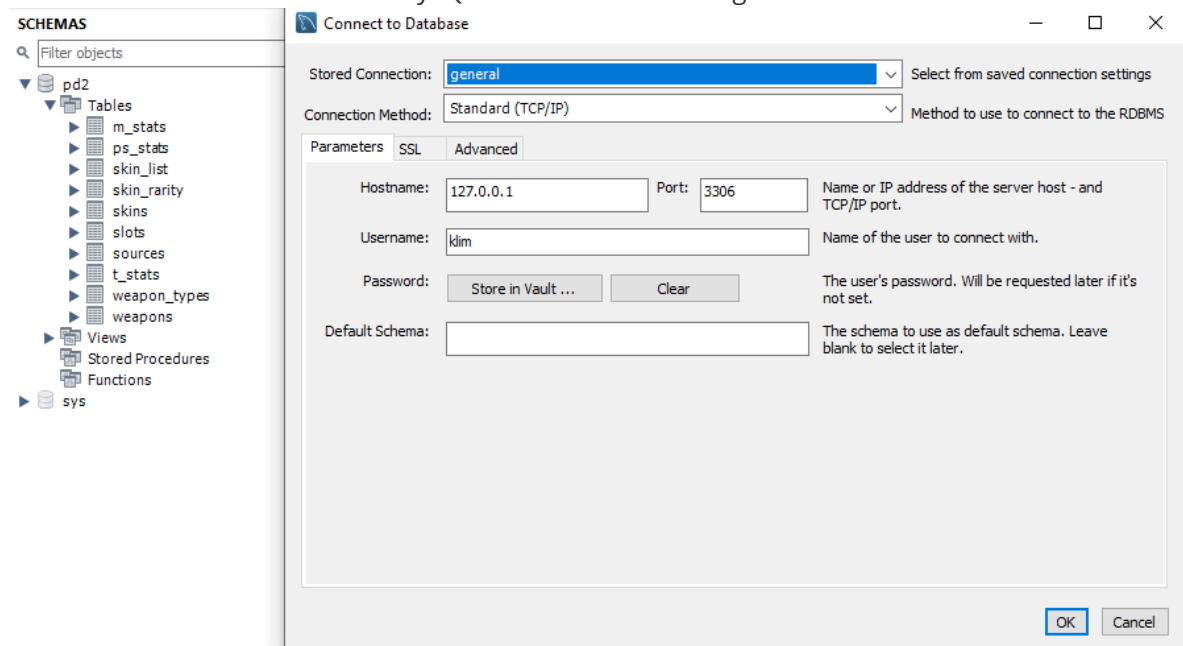 SCHEMAS
Filter objects
pd2
Tables
m_stats
ps_stats
skin_list
skin_rarity
skins
slots
sources
t_stats
weapon_types
weapons
Views
Stored Procedures
Functions
sys
Connect to Database
Stored Connection: general Select from saved connection settings
Connection Method: Standard (TCP/IP) Method to use to connect to the RDBMS
Parameters SSL Advanced
Hostname: 127.0.0.1 Port: 3306 Name or IP address of the server host - and
TCP/IP port.
Username: klim Name of the user to connect with.
Password: Store in Vault ... Clear The user's password. Will be requested later if it's
not set.
Default Schema: The schema to use as default schema. Leave
blank to select it later.
OK Cancel